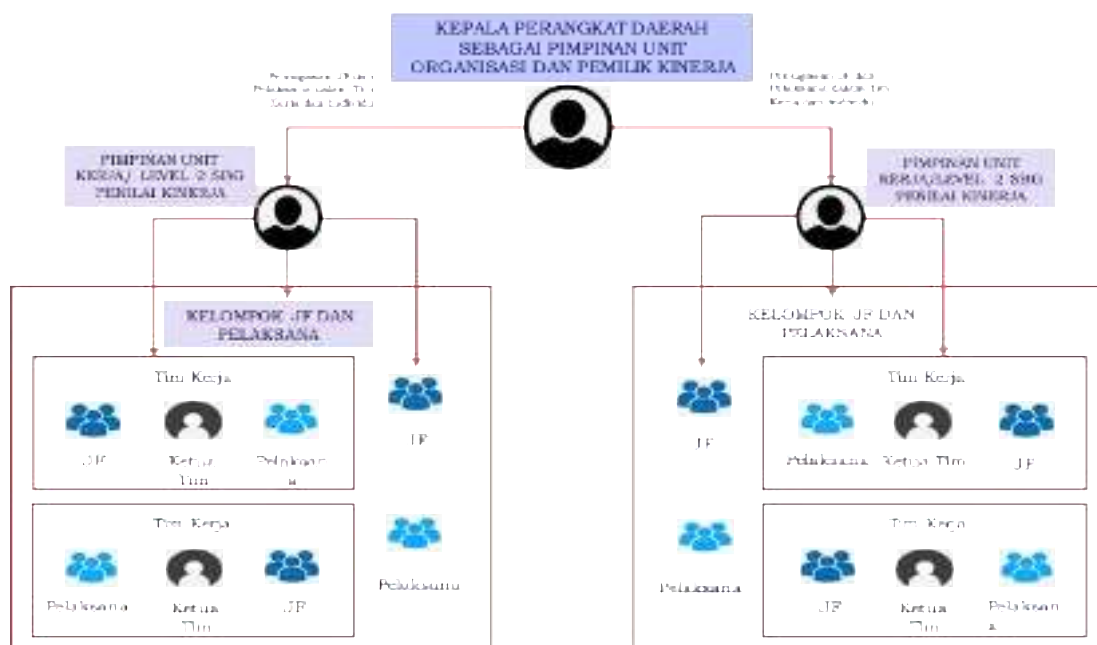 KEPALA PERANGKAT DAERAH
SEBAGAI PIMPINAN UNIT
ORGANISASI DAN PEMILIK KINERJA
PIMPINAN UNIT
KERJA/ LEVEL 2 SBG
PENILAI KINERJA
PIMPINAN UNIT
KERJA/LEVEL 2 SBG
PENILAI KINERJA
KELOMPOK JF DAN
PELAKSANA
Tim Kerja
JF
Ketua
Tim
Pelaksan
a
JF
Tim Kerja
Pelaksana
Ketua
Tim
JF
Pelaksana
KELOMPOK JF DAN
PELAKSANA
JF
Tim Kerja
Pelaksana
Ketua Tim
JF
Pelaksana
Tim Kerja
JF
Ketua
Tim
Pelaksan
a